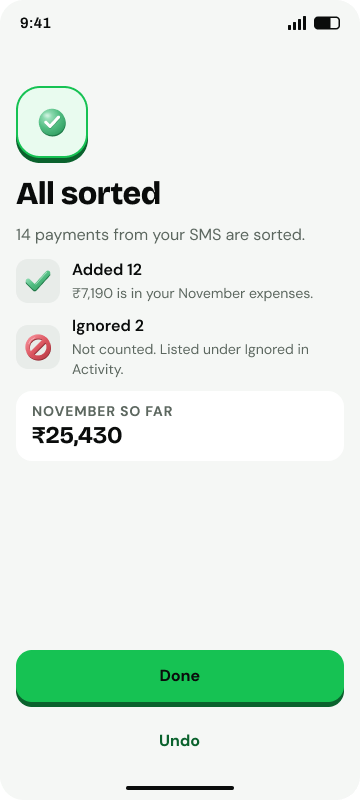 9:41
All sorted
14 payments from your SMS are sorted.
Added 12
₹7,190 is in your November expenses.
Ignored 2
Not counted. Listed under Ignored in
Activity.
NOVEMBER SO FAR
₹25,430
Done
Undo